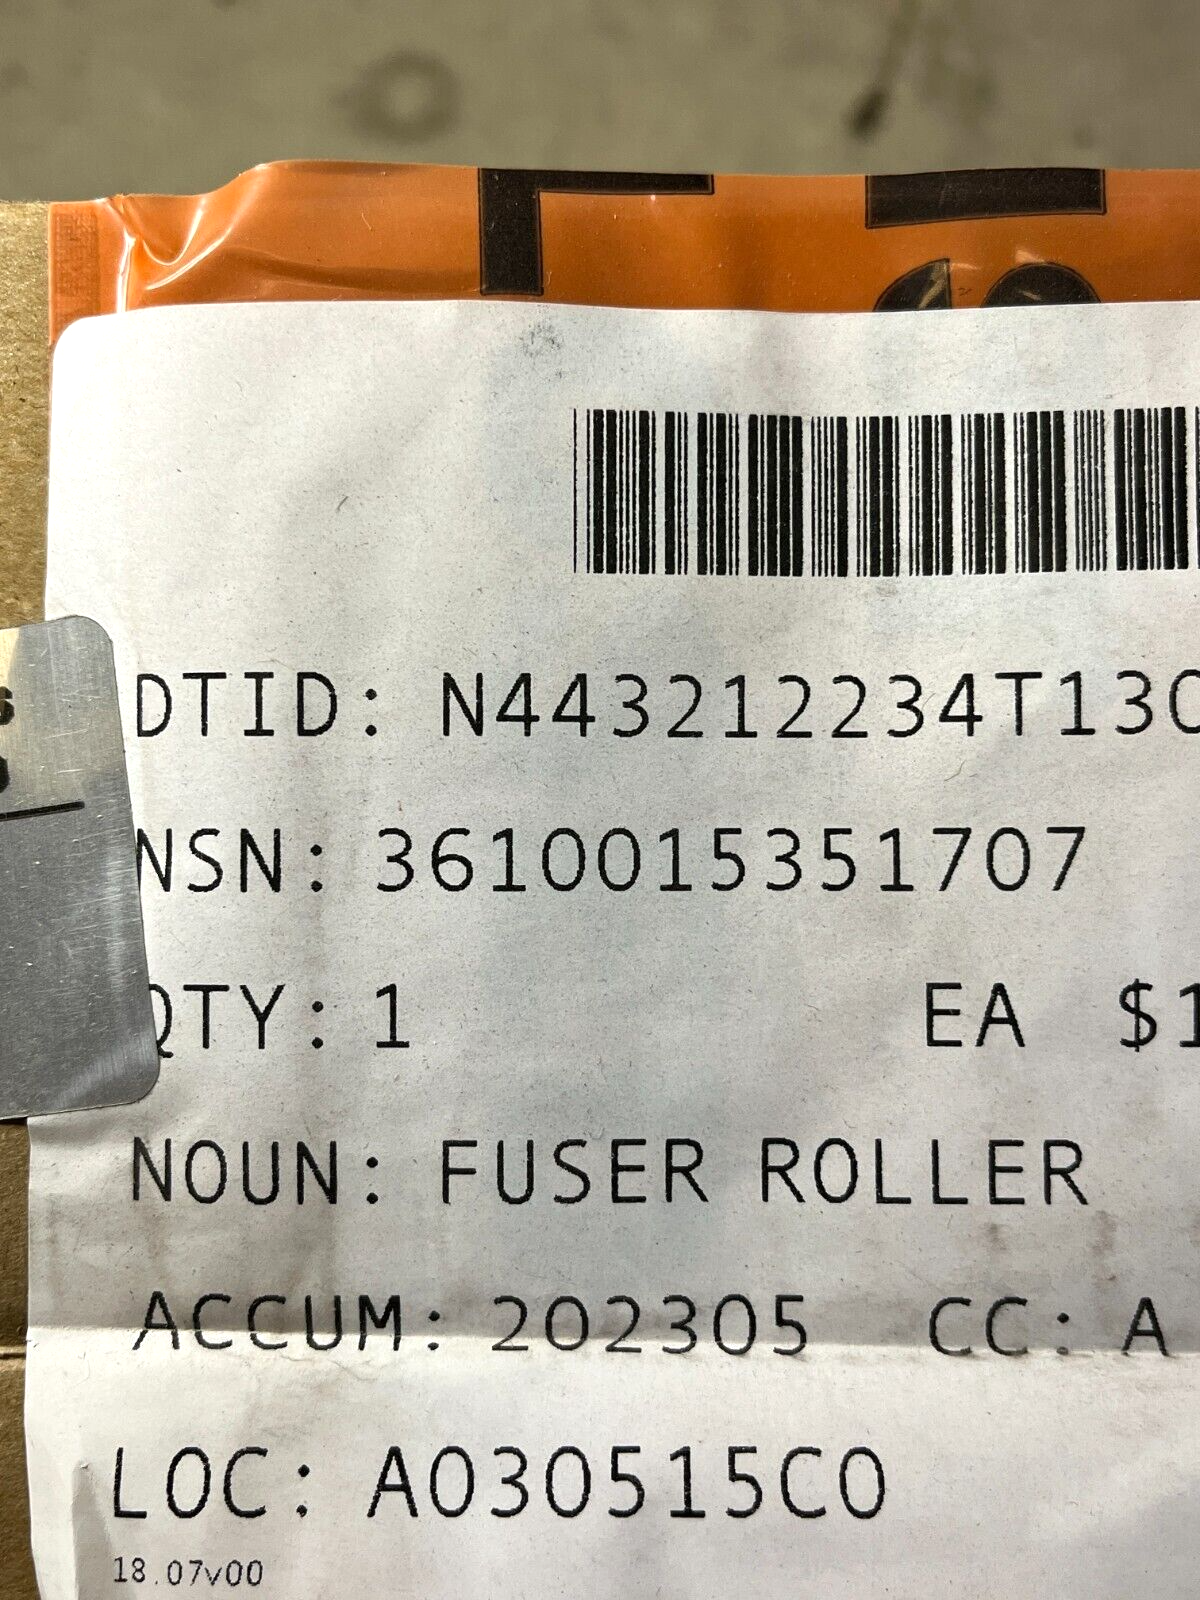 DTID: N443212234T130
NSN: 3610015351707
QTY: 1 EA $1
NOUN: FUSER ROLLER
ACCUM: 202305 CC: A
LOC: A030515C0
18.07v00